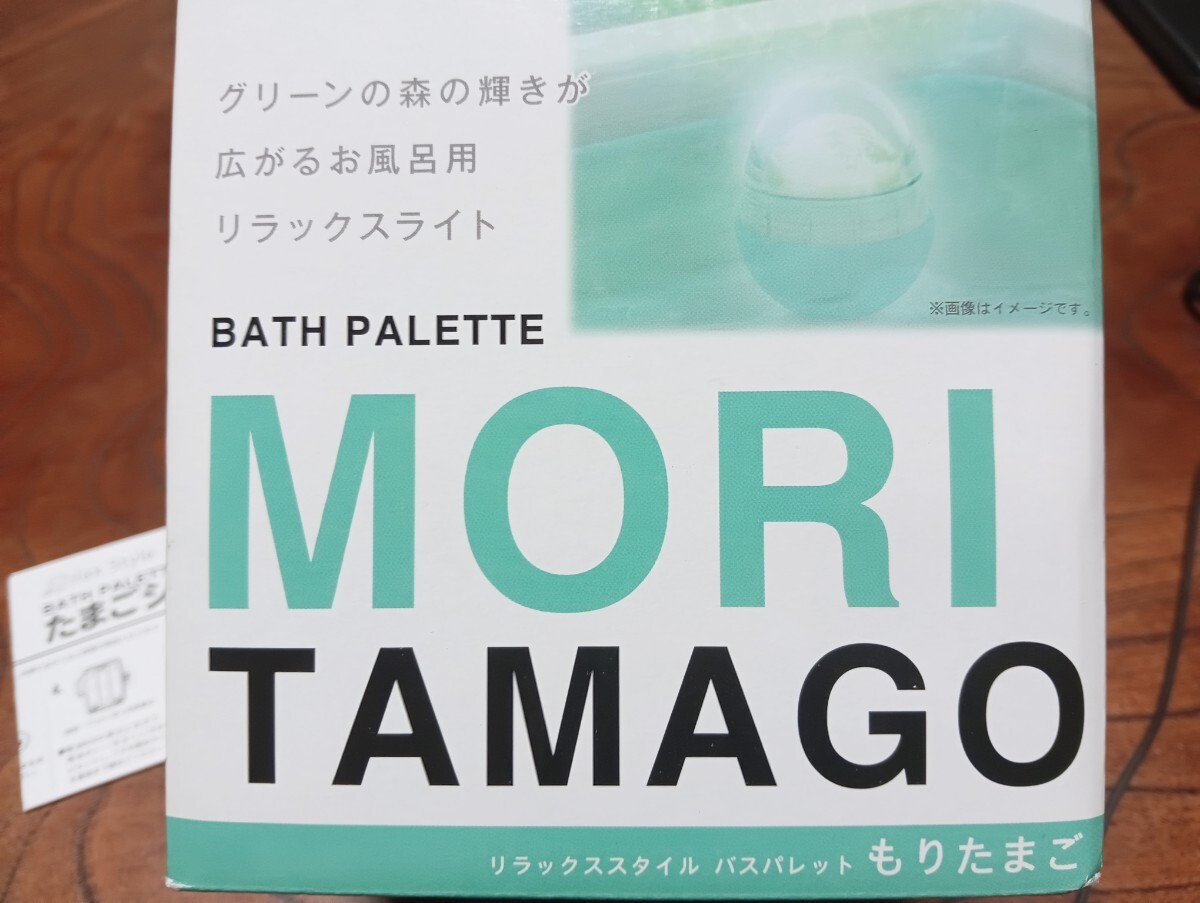 グリーンの森の輝きが
広がるお風呂用
リラックスライト
※画像はイメージです。
BATH PALETTE
MORI
TAMAGO
リラックススタイル バスパレット もりたまご
Style
BATH PALETT
たまごシ